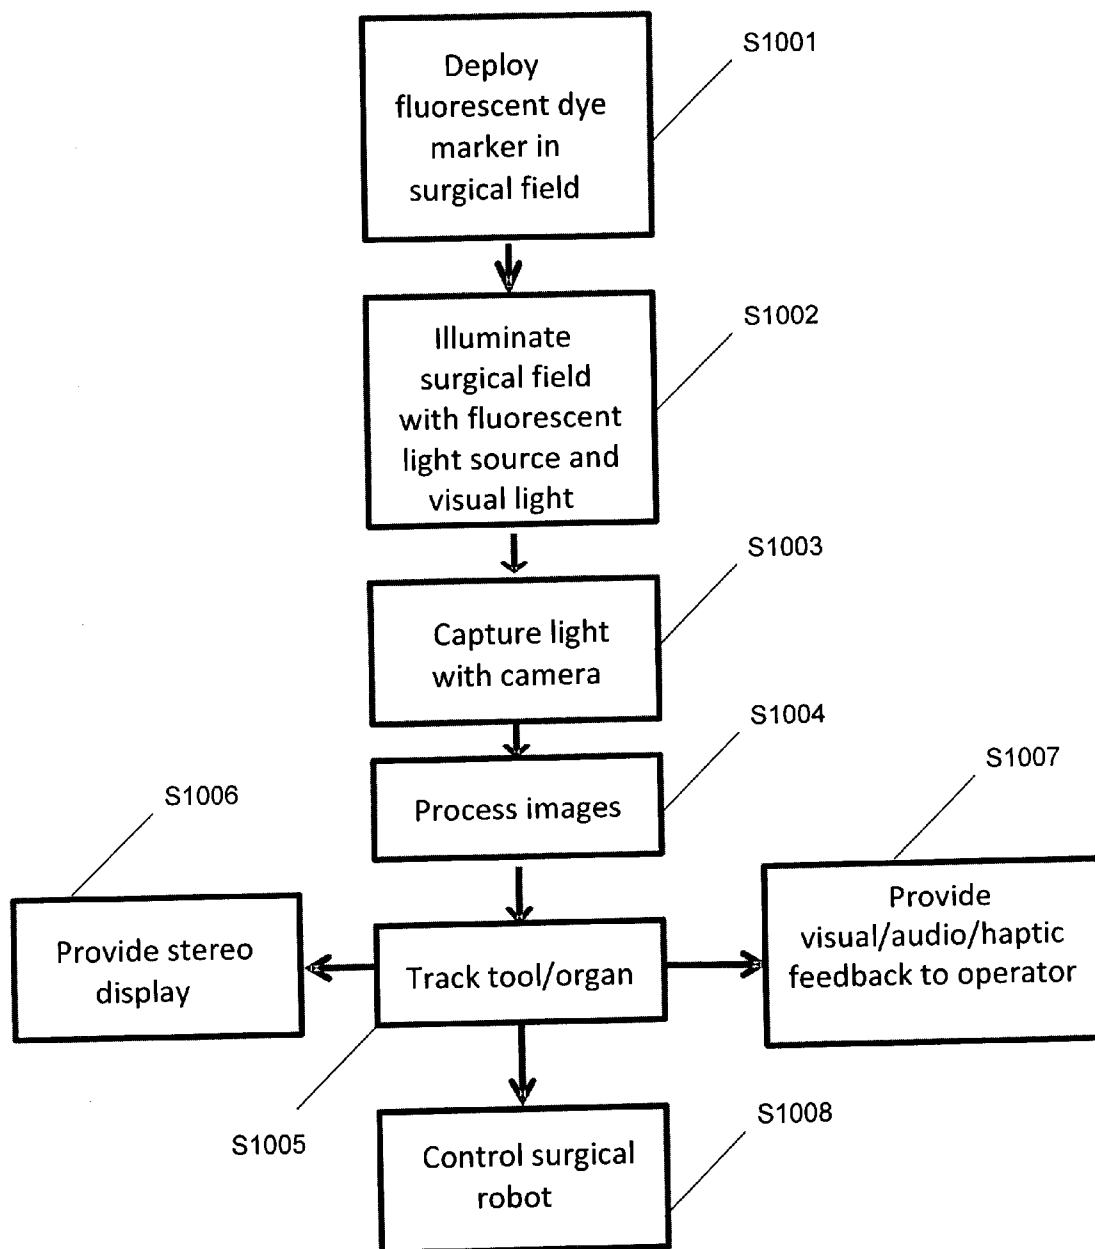 Deploy
fluorescent dye
marker in
surgical field
S1001
Illuminate
surgical field
with fluorescent
light source and
visual light
S1002
Capture light
with camera
S1003
Process images
S1004
Track tool/organ
S1005
Provide stereo
display
S1006
Provide
visual/audio/haptic
feedback to operator
S1007
Control surgical
robot
S1008